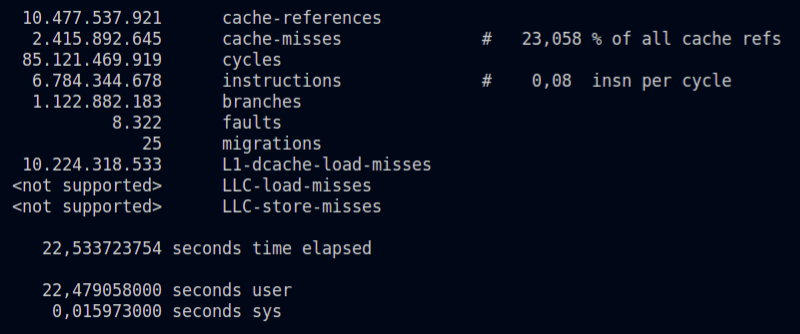 10.477.537.921 cache-references
2.415.892.645 cache-misses # 23,058 % of all cache refs
85.121.469.919 cycles
6.784.344.678 instructions # 0,08 insn per cycle
1.122.882.183 branches
8.322 faults
25 migrations
10.224.318.533 L1-dcache-load-misses
<not supported> LLC-load-misses
<not supported> LLC-store-misses
22,533723754 seconds time elapsed
22,479058000 seconds user
0,015973000 seconds sys